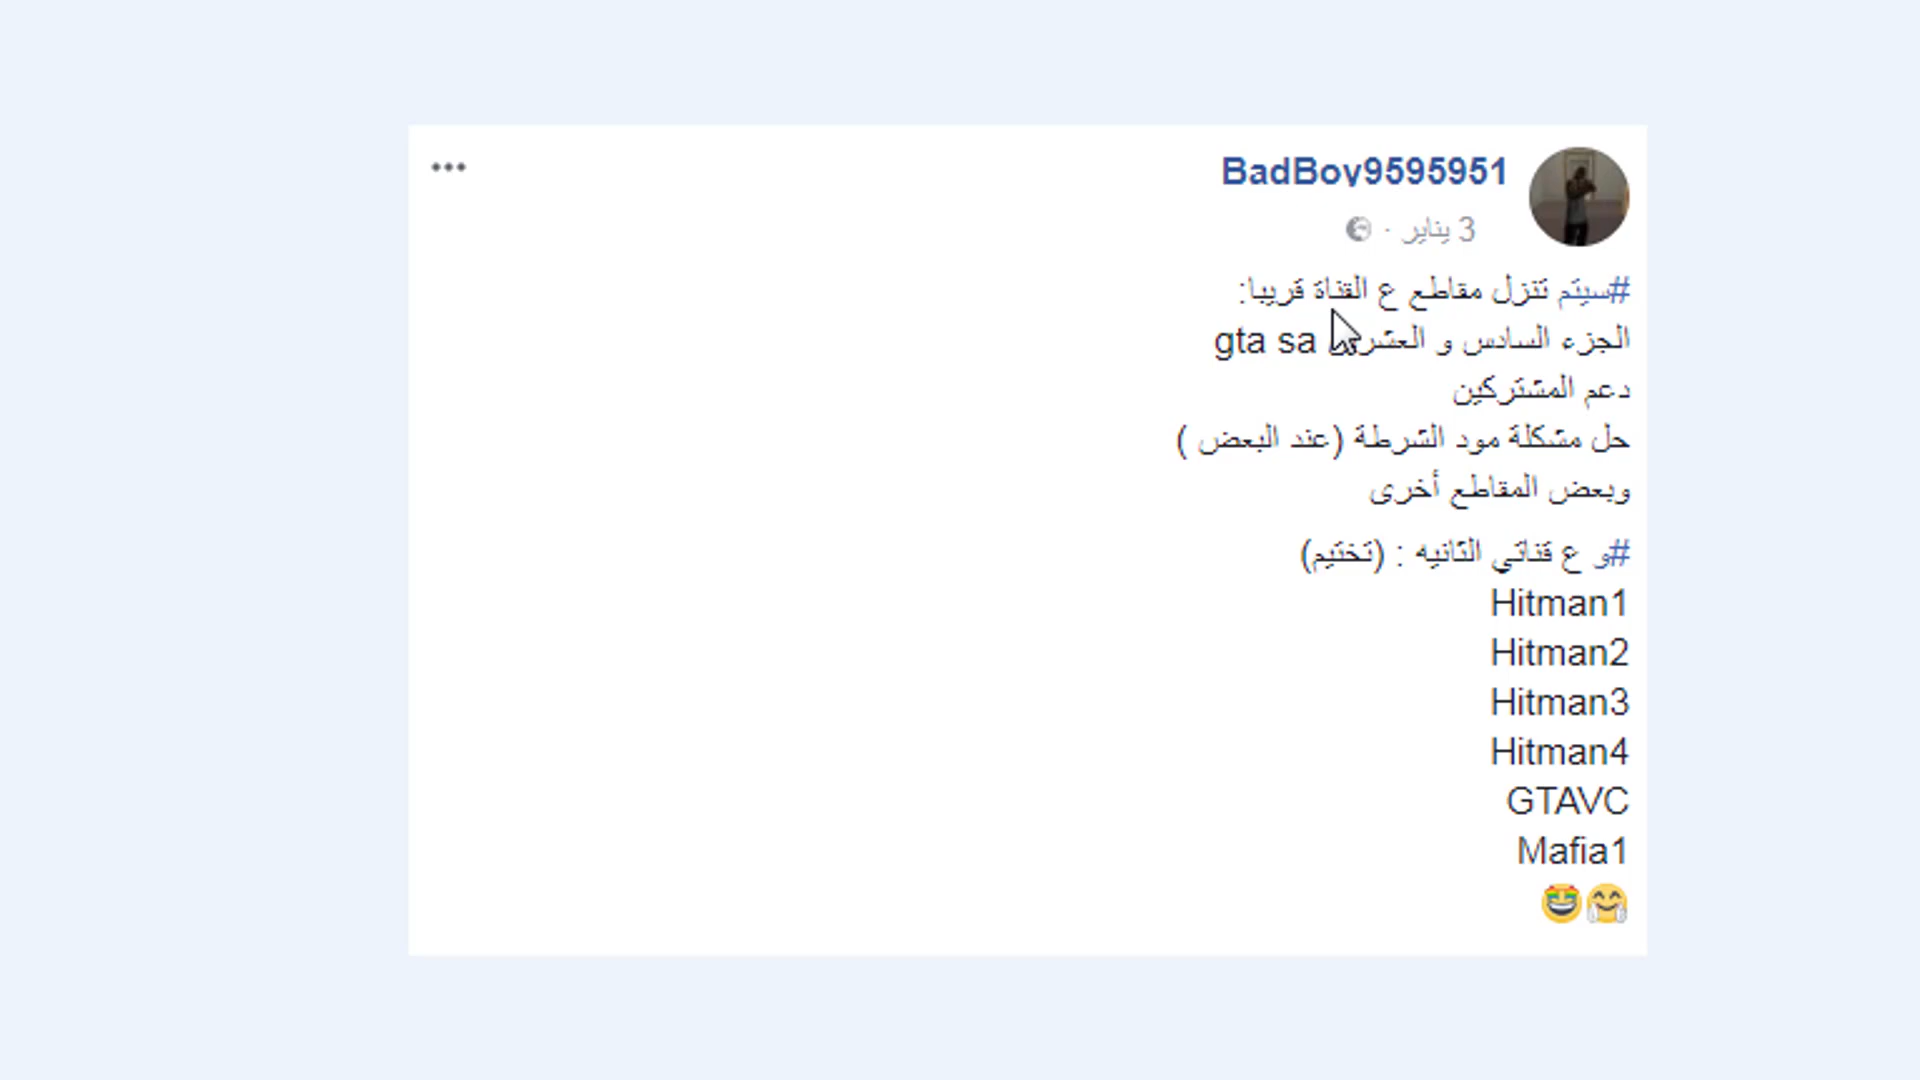 BadBoy9595951
3 يناير ·
#سيتم تنزل مقاطع ع القناة قريبا:
الجزء السادس و gta sa
دعم المشتركين
حل مشكلة مود الشرطة (عند البعض )
وبعض المقاطع أخرى
#و ع قناتي الثانيه : (تختيم)
Hitman1
Hitman2
Hitman3
Hitman4
GTAVC
Mafia1
🤗🤩